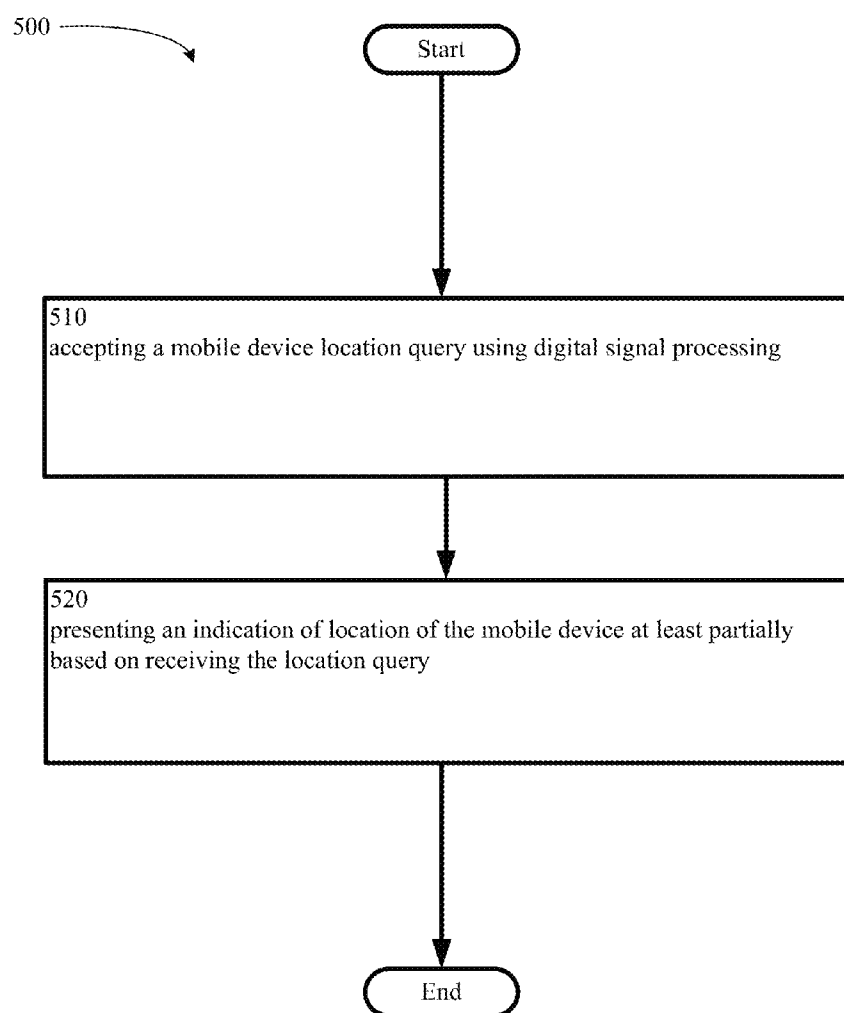 500
Start
510
accepting a mobile device location query using digital signal processing
520
presenting an indication of location of the mobile device at least partially
based on receiving the location query
End